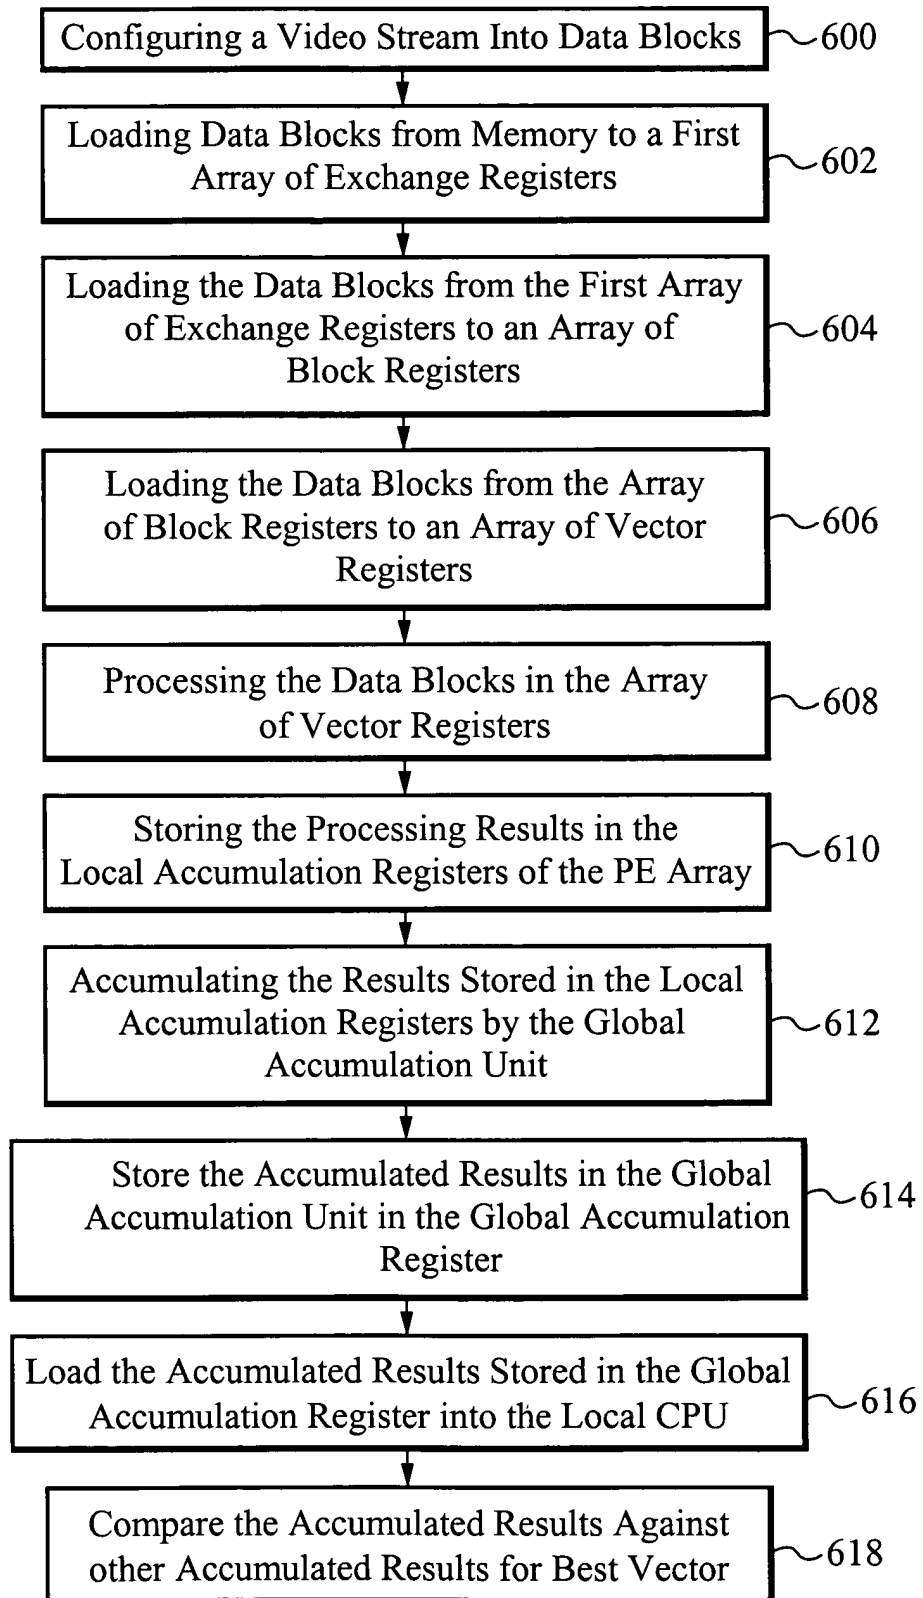 Configuring a Video Stream Into Data Blocks
600
Loading Data Blocks from Memory to a First
Array of Exchange Registers
602
Loading the Data Blocks from the First Array
of Exchange Registers to an Array of
Block Registers
604
Loading the Data Blocks from the Array
of Block Registers to an Array of Vector
Registers
606
Processing the Data Blocks in the Array
of Vector Registers
608
Storing the Processing Results in the
Local Accumulation Registers of the PE Array
610
Accumulating the Results Stored in the Local
Accumulation Registers by the Global
Accumulation Unit
612
Store the Accumulated Results in the Global
Accumulation Unit in the Global Accumulation
Register
614
Load the Accumulated Results Stored in the Global
Accumulation Register into the Local CPU
616
Compare the Accumulated Results Against
other Accumulated Results for Best Vector
618